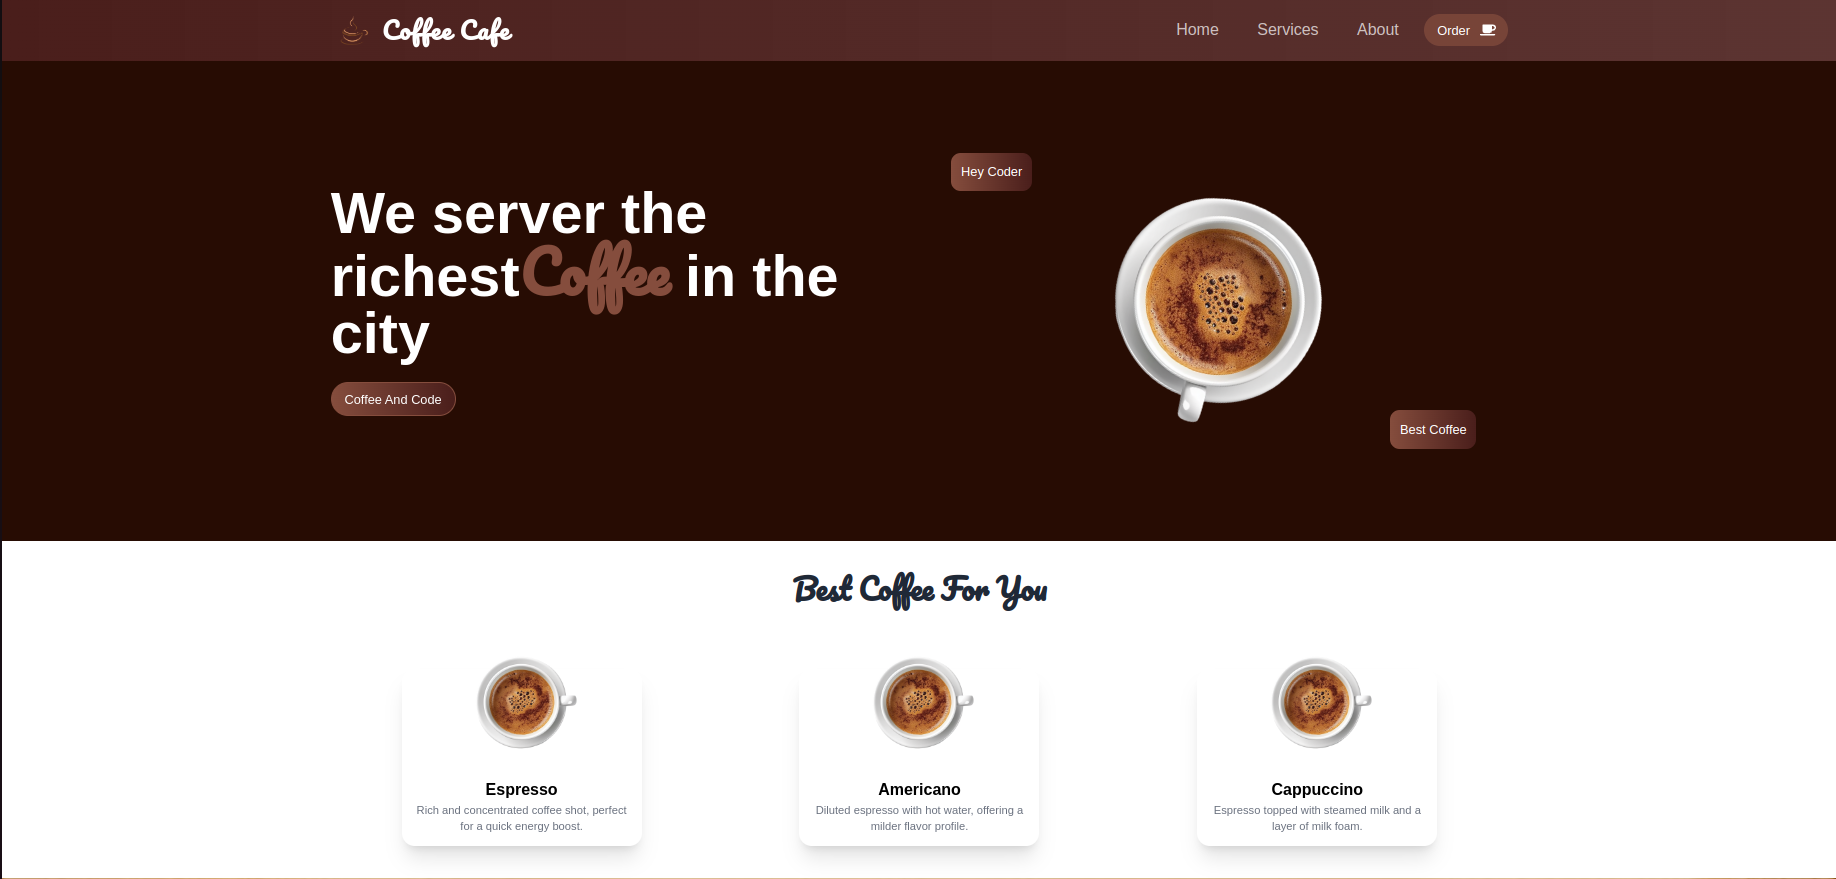 Coffee Cafe
Home Services About Order
Hey Coder
We server the
richest Coffee in the
city
Coffee And Code
Best Coffee
Best Coffee For You
Espresso
Rich and concentrated coffee shot, perfect
for a quick energy boost.
Americano
Diluted espresso with hot water, offering a
milder flavor profile.
Cappuccino
Espresso topped with steamed milk and a
layer of milk foam.